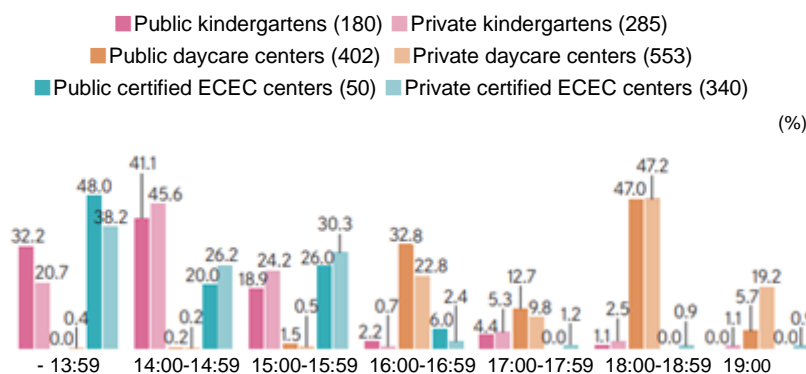 Public kindergartens (180) Private kindergartens (285)
Public daycare centers (402) Private daycare centers (553)
Public certified ECEC centers (50) Private certified ECEC centers (340)
(%)
32.2 20.7 0.0 0.4 48.0 38.2
41.1 45.6 0.2 0.2 20.0 26.2
18.9 24.2 1.5 0.5 26.0 30.3
2.2 0.7 32.8 22.8 6.0 2.4
4.4 5.3 12.7 9.8 0.0 1.2
1.1 2.5 47.0 47.2 0.0 0.9
0.0 1.1 5.7 19.2 0.0
- 13:59 14:00-14:59 15:00-15:59 16:00-16:59 17:00-17:59 18:00-18:59 19:00